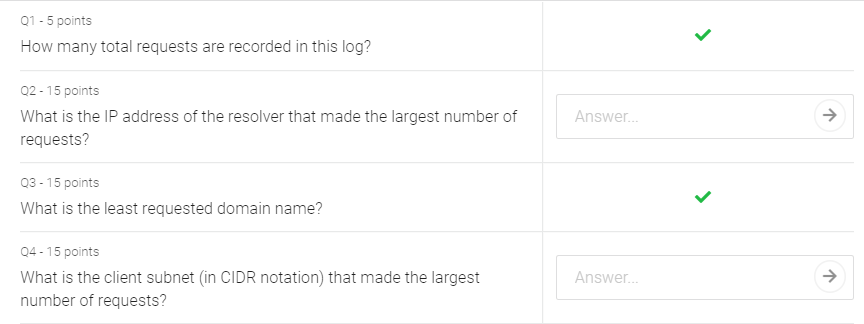 Q1 - 5 points
How many total requests are recorded in this log?
Q2 - 15 points
What is the IP address of the resolver that made the largest number of
requests?
Answer...
Q3 - 15 points
What is the least requested domain name?
Q4 - 15 points
What is the client subnet (in CIDR notation) that made the largest
number of requests?
Answer...